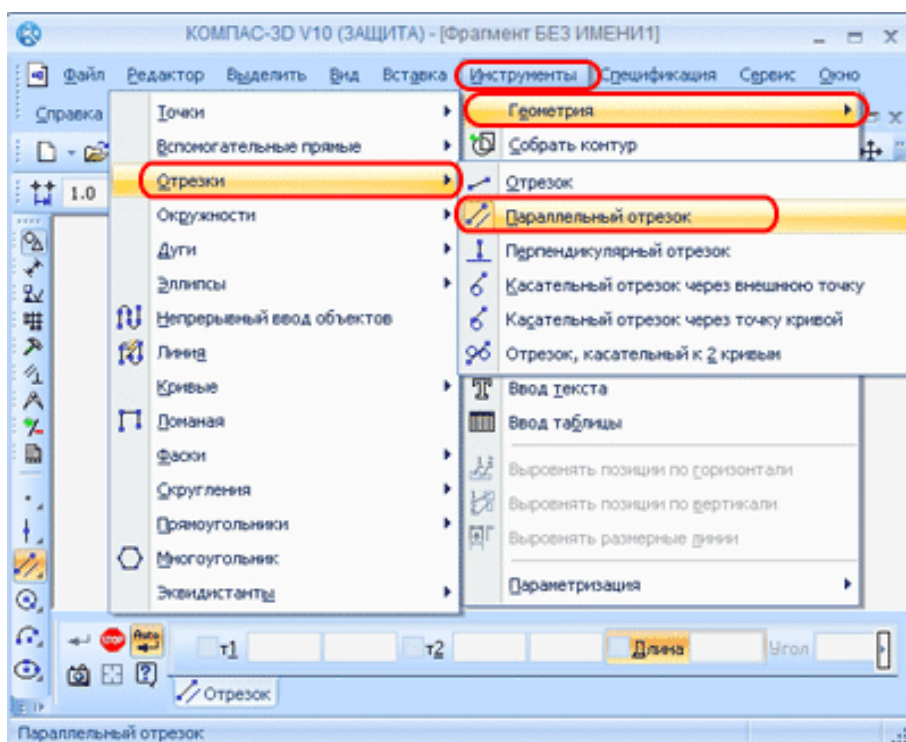 КОМПАС-3D V10 (ЗАЩИТА) - [Фрагмент БЕЗ ИМЕНИ1]
Файл Редактор Выделить Вид Вставка Инструменты Спецификация Сервис Окно
Справка
1.0
Точки
Вспомогательные прямые
Отрезки
Окружности
Дуги
Эллипсы
Непрерывный ввод объектов
Линия
Кривые
Ломаная
Фаски
Скругления
Прямоугольники
Многоугольник
Эквидистанты
Геометрия
Собрать контур
Отрезок
Параллельный отрезок
Перпендикулярный отрезок
Касательный отрезок через внешнюю точку
Касательный отрезок через точку кривой
Отрезок, касательный к 2 кривым
Ввод текста
Ввод таблицы
Выровнять позиции по горизонтали
Выровнять позиции по вертикали
Выровнять размерные линии
Параметризация
STOP Auto т1 т2 Длина Угол
Отрезок
Параллельный отрезок